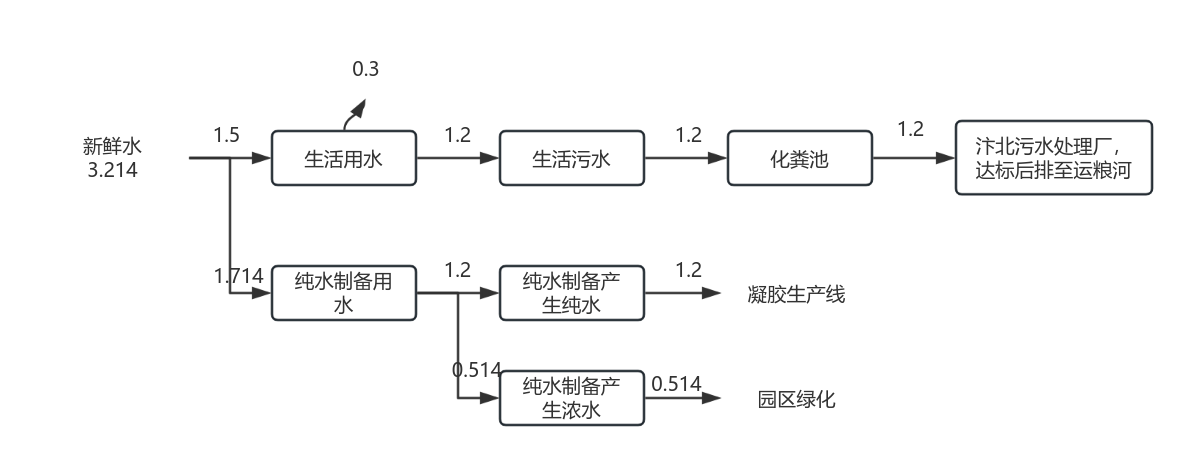 0.3
新鲜水
3.214
1.5
生活用水
1.2
生活污水
1.2
化粪池
1.2
汴北污水处理厂，
达标后排至运粮河
1.714
纯水制备用
水
1.2
纯水制备产
生纯水
1.2
凝胶生产线
0.514
纯水制备产
生浓水
0.514
园区绿化